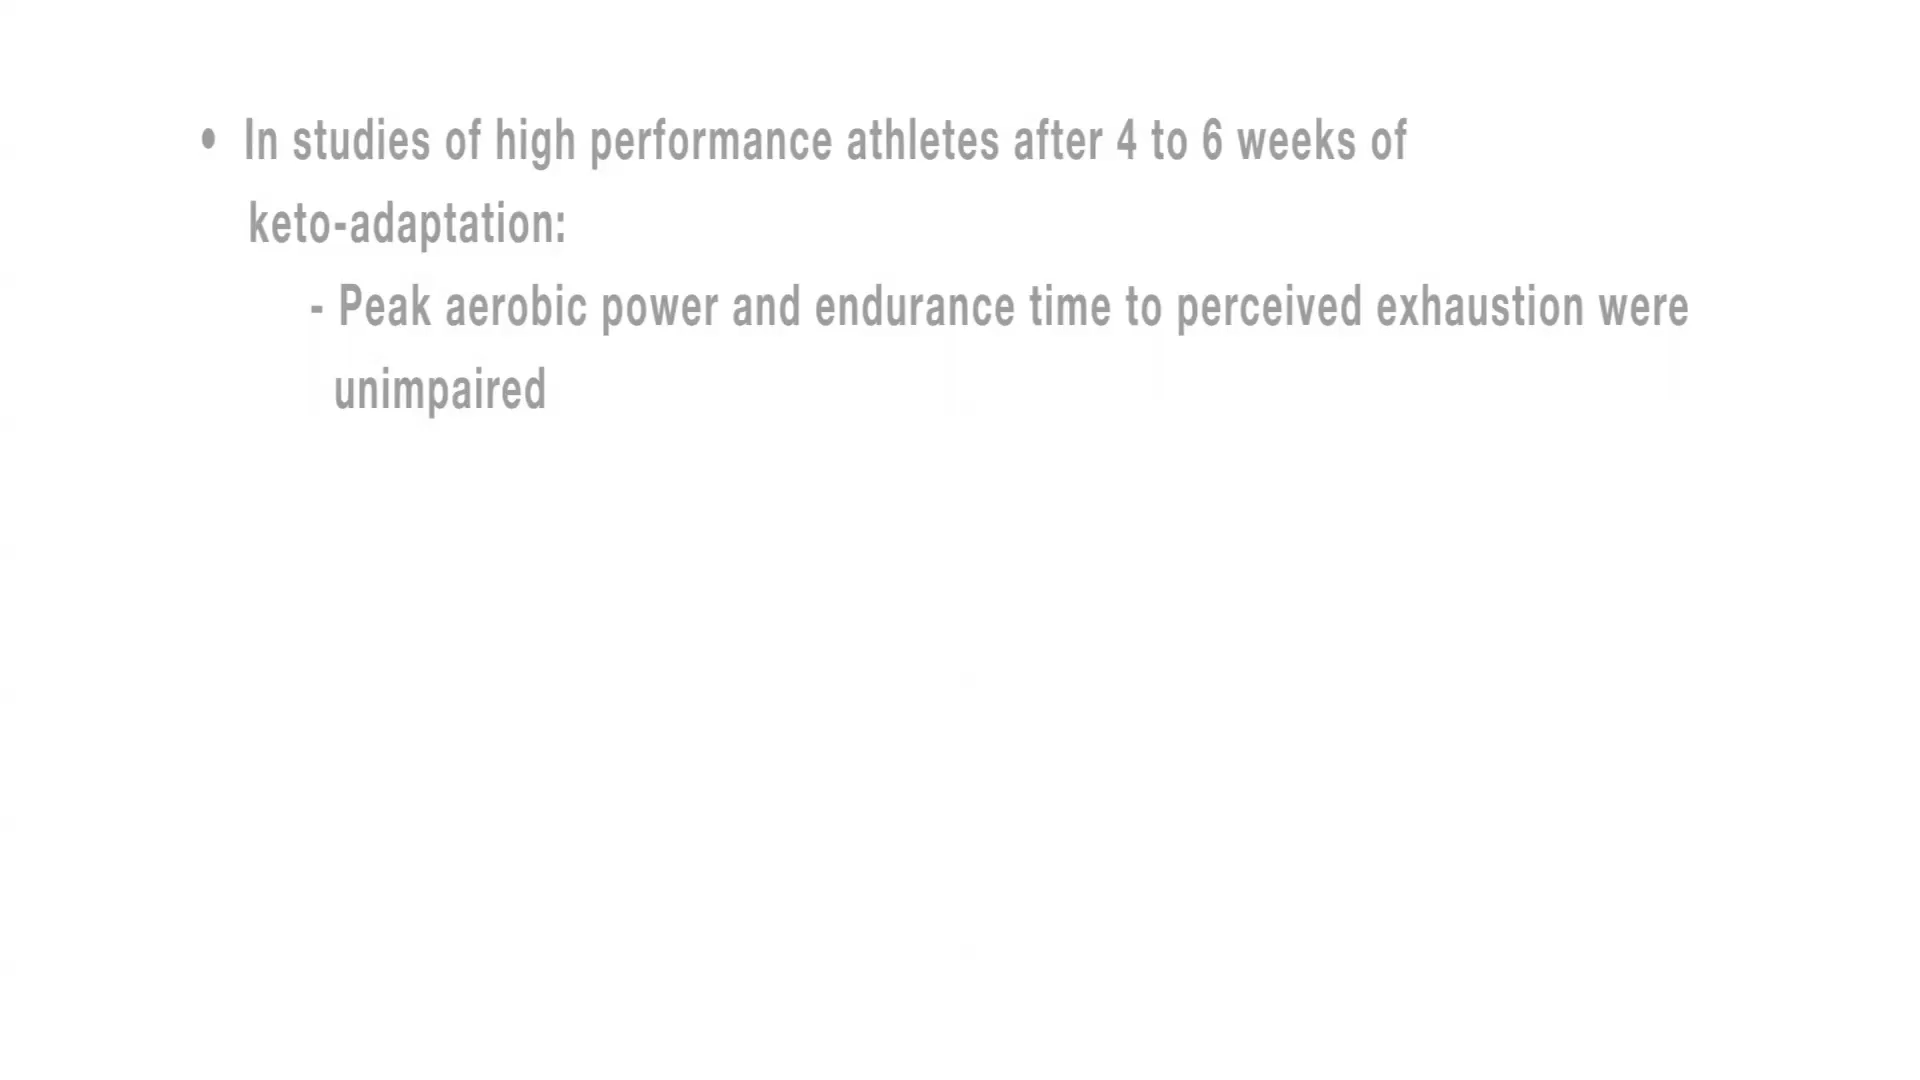 • In studies of high performance athletes after 4 to 6 weeks of
keto-adaptation:
- Peak aerobic power and endurance time to perceived exhaustion were
unimpaired